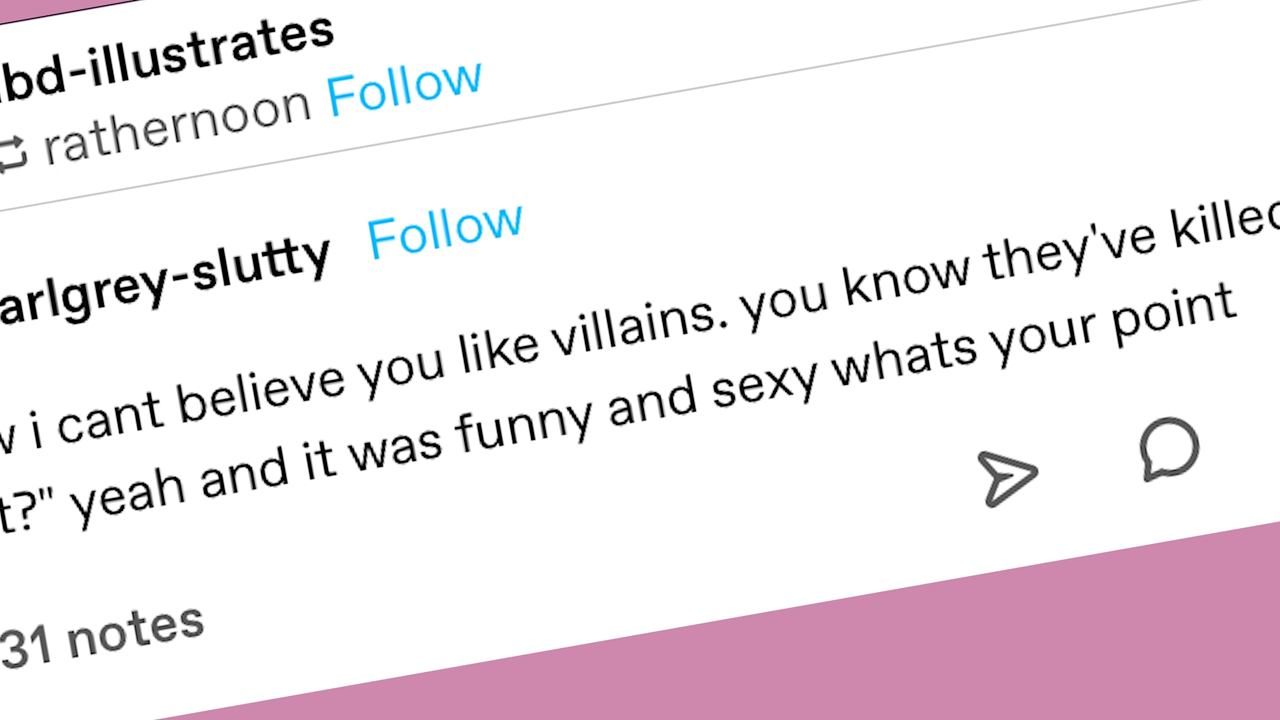 bd-illustrates
rathernoon Follow
arlgrey-slutty Follow
i cant believe you like villains. you know they've killed
t?" yeah and it was funny and sexy whats your point
31 notes